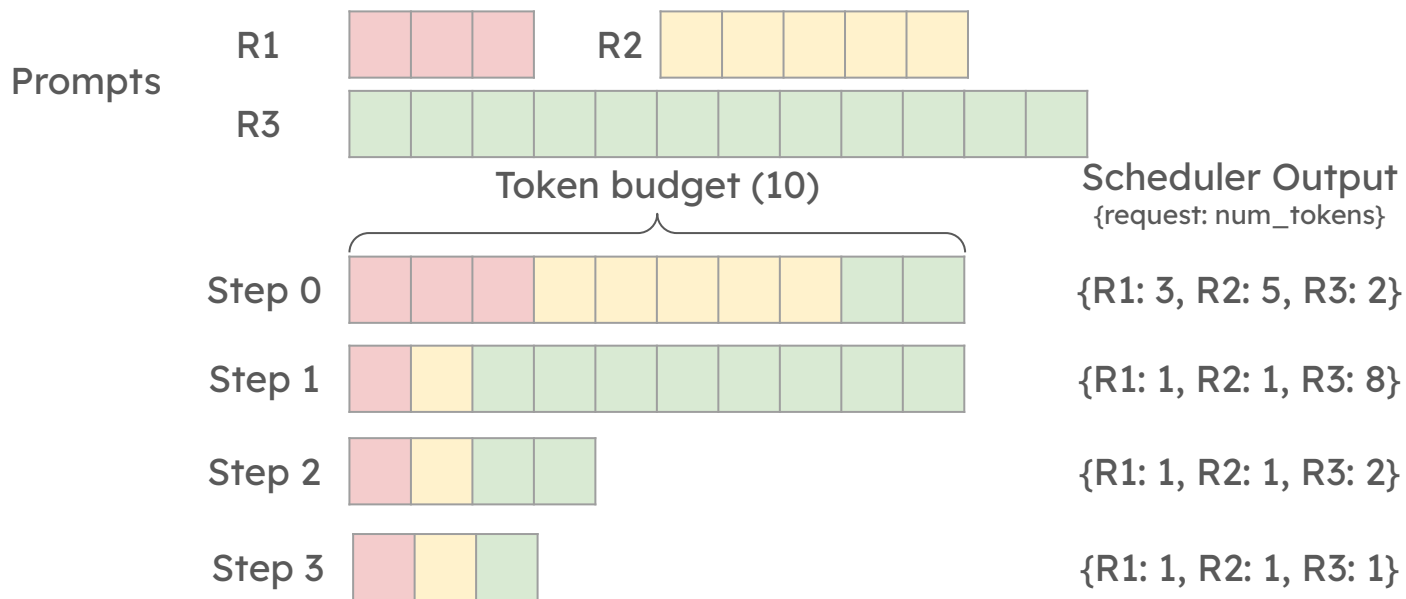 R1
R2
Prompts
R3
Token budget (10)
Scheduler Output
{request: num_tokens}
Step 0
{R1: 3, R2: 5, R3: 2}
Step 1
{R1: 1, R2: 1, R3: 8}
Step 2
{R1: 1, R2: 1, R3: 2}
Step 3
{R1: 1, R2: 1, R3: 1}